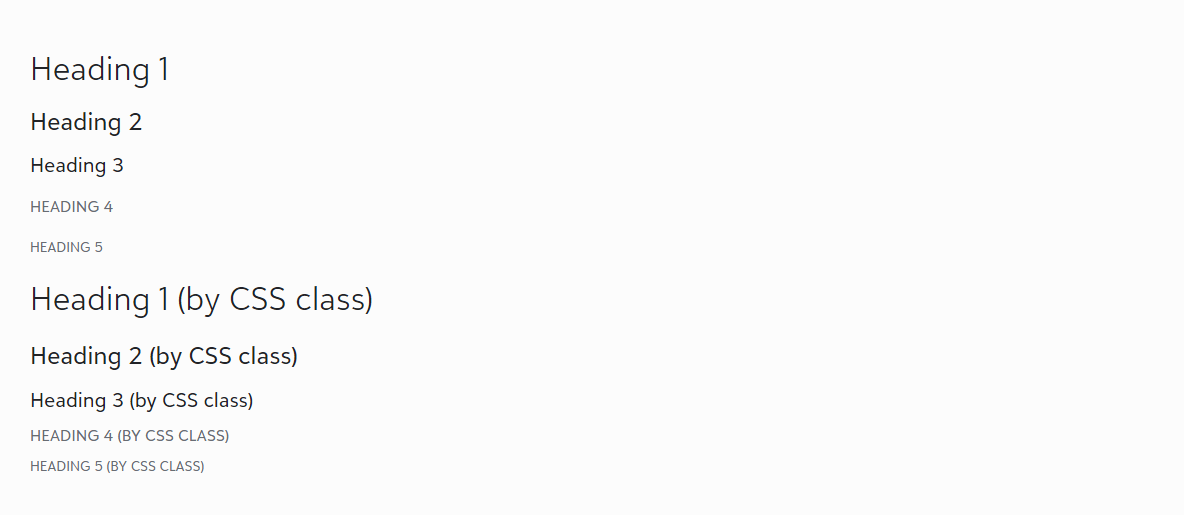 Heading 1
Heading 2
Heading 3
HEADING 4
HEADING 5
Heading 1 (by CSS class)
Heading 2 (by CSS class)
Heading 3 (by CSS class)
HEADING 4 (BY CSS CLASS)
HEADING 5 (BY CSS CLASS)